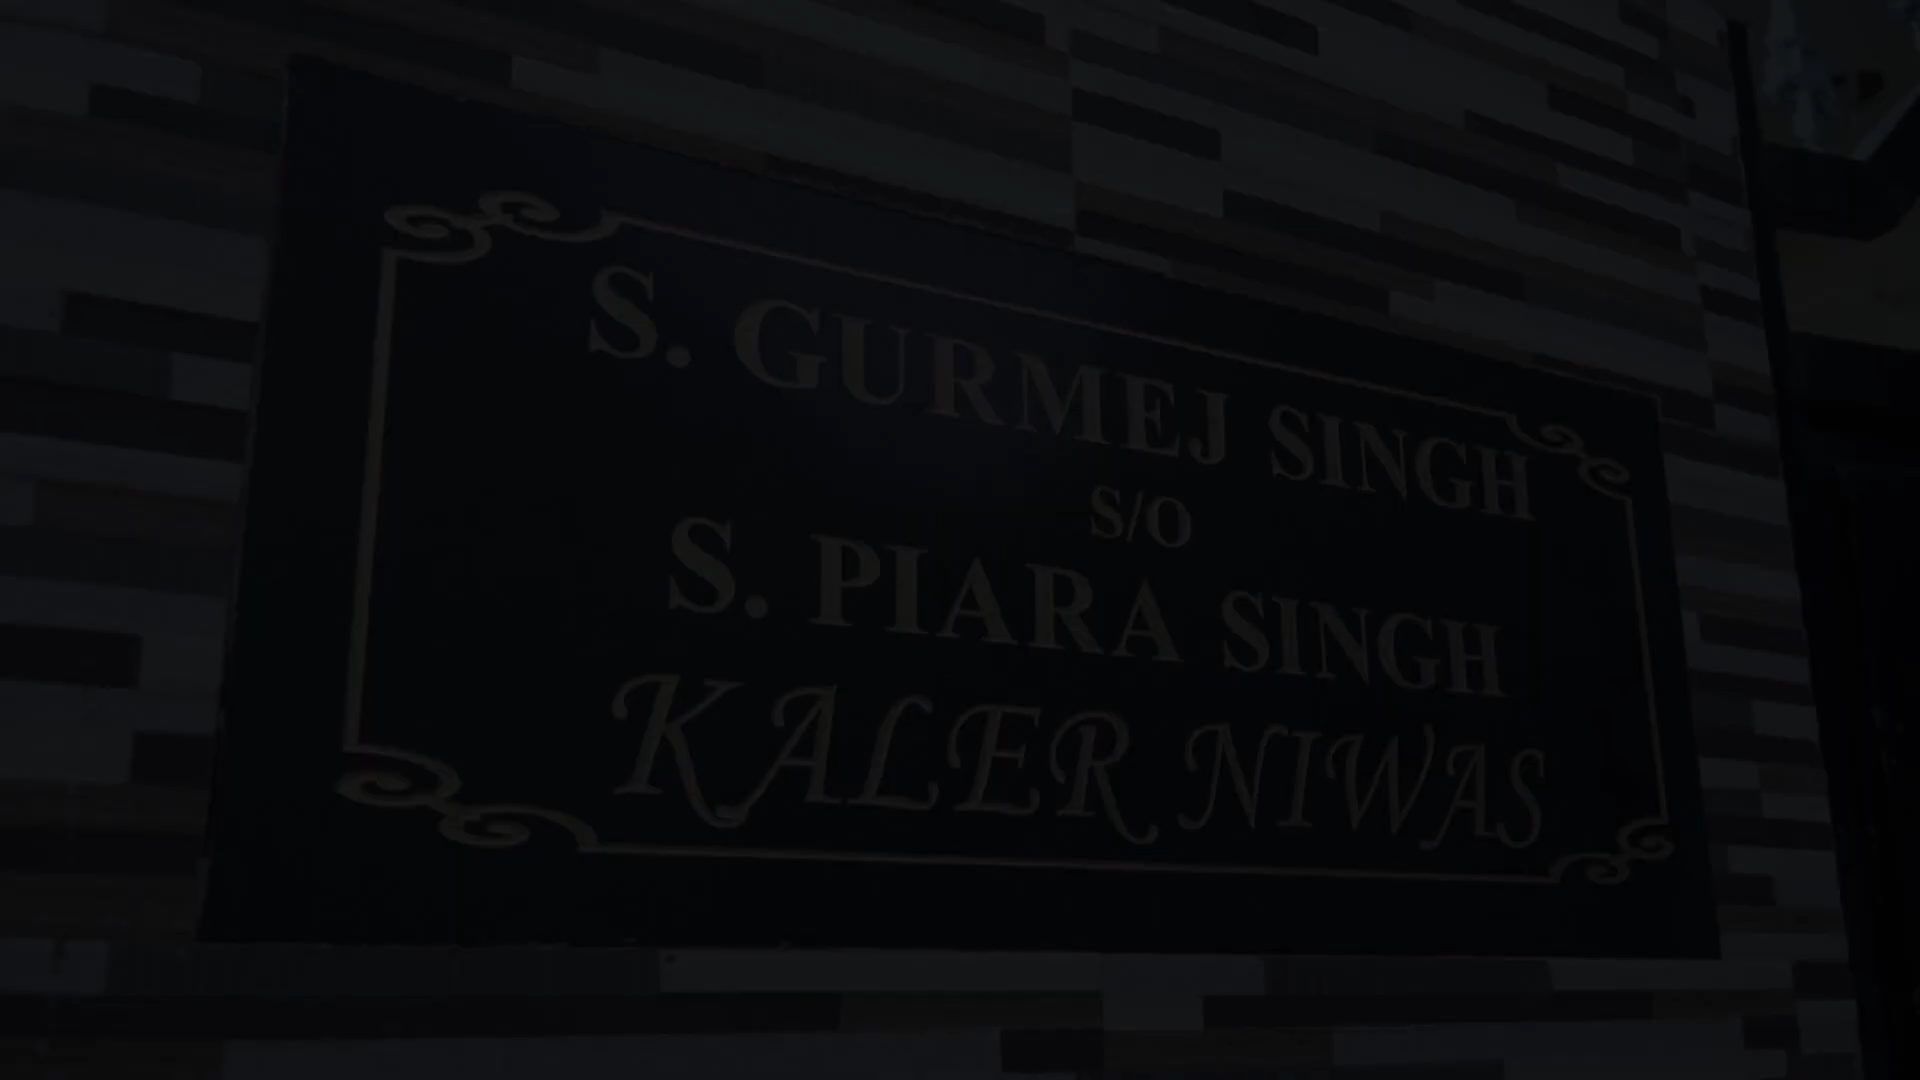 S. GURMEJ SINGH
S/O
S. PIARA SINGH
KALER NIWAS